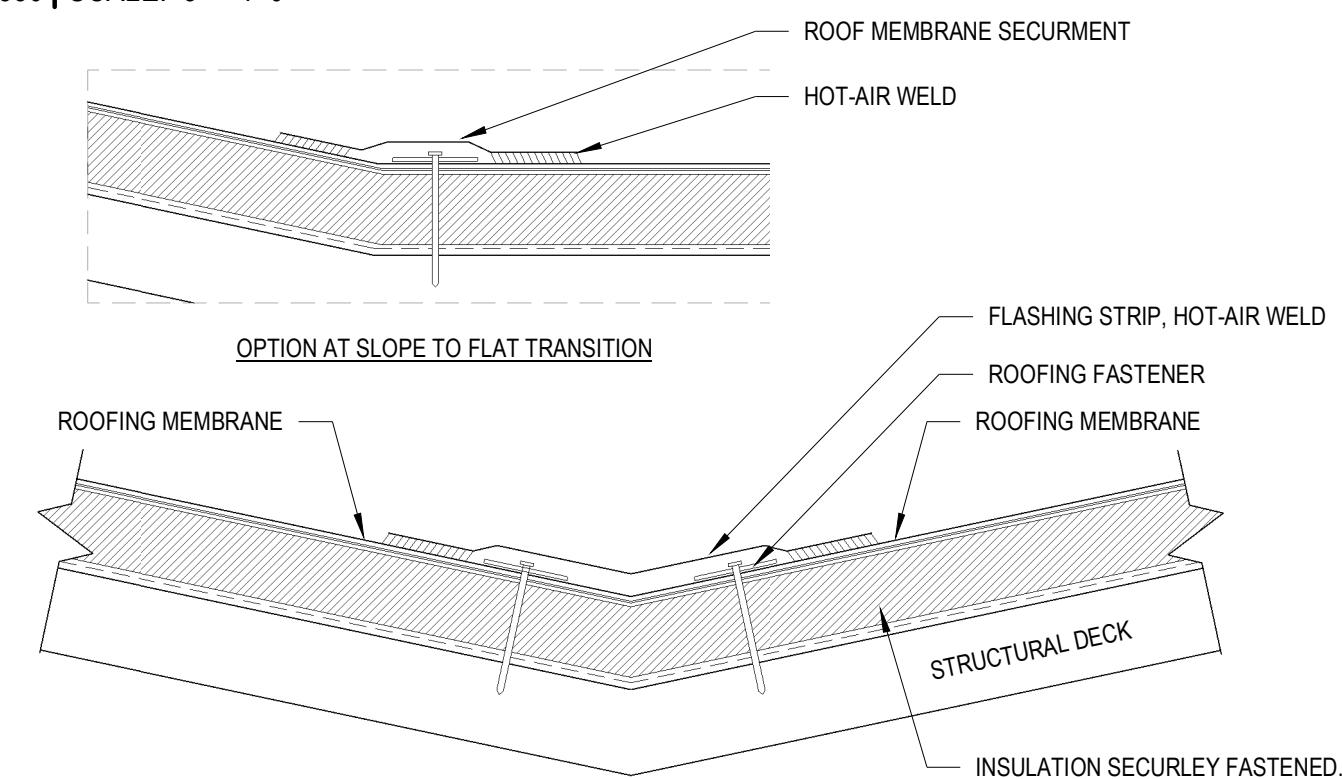 ROOF MEMBRANE SECURMENT
HOT-AIR WELD
OPTION AT SLOPE TO FLAT TRANSITION
FLASHING STRIP, HOT-AIR WELD
ROOFING FASTENER
ROOFING MEMBRANE
ROOFING MEMBRANE
STRUCTURAL DECK
INSULATION SECURLEY FASTENED.